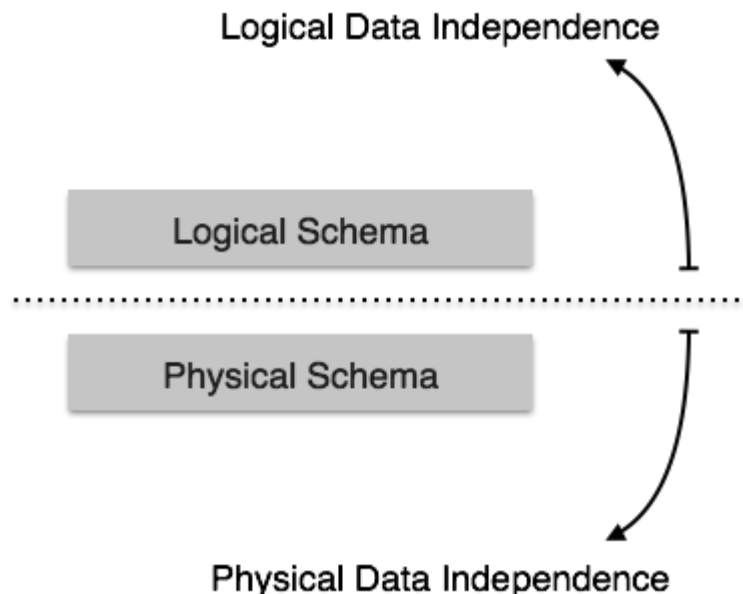 Logical Data Independence
Logical Schema
Physical Schema
Physical Data Independence